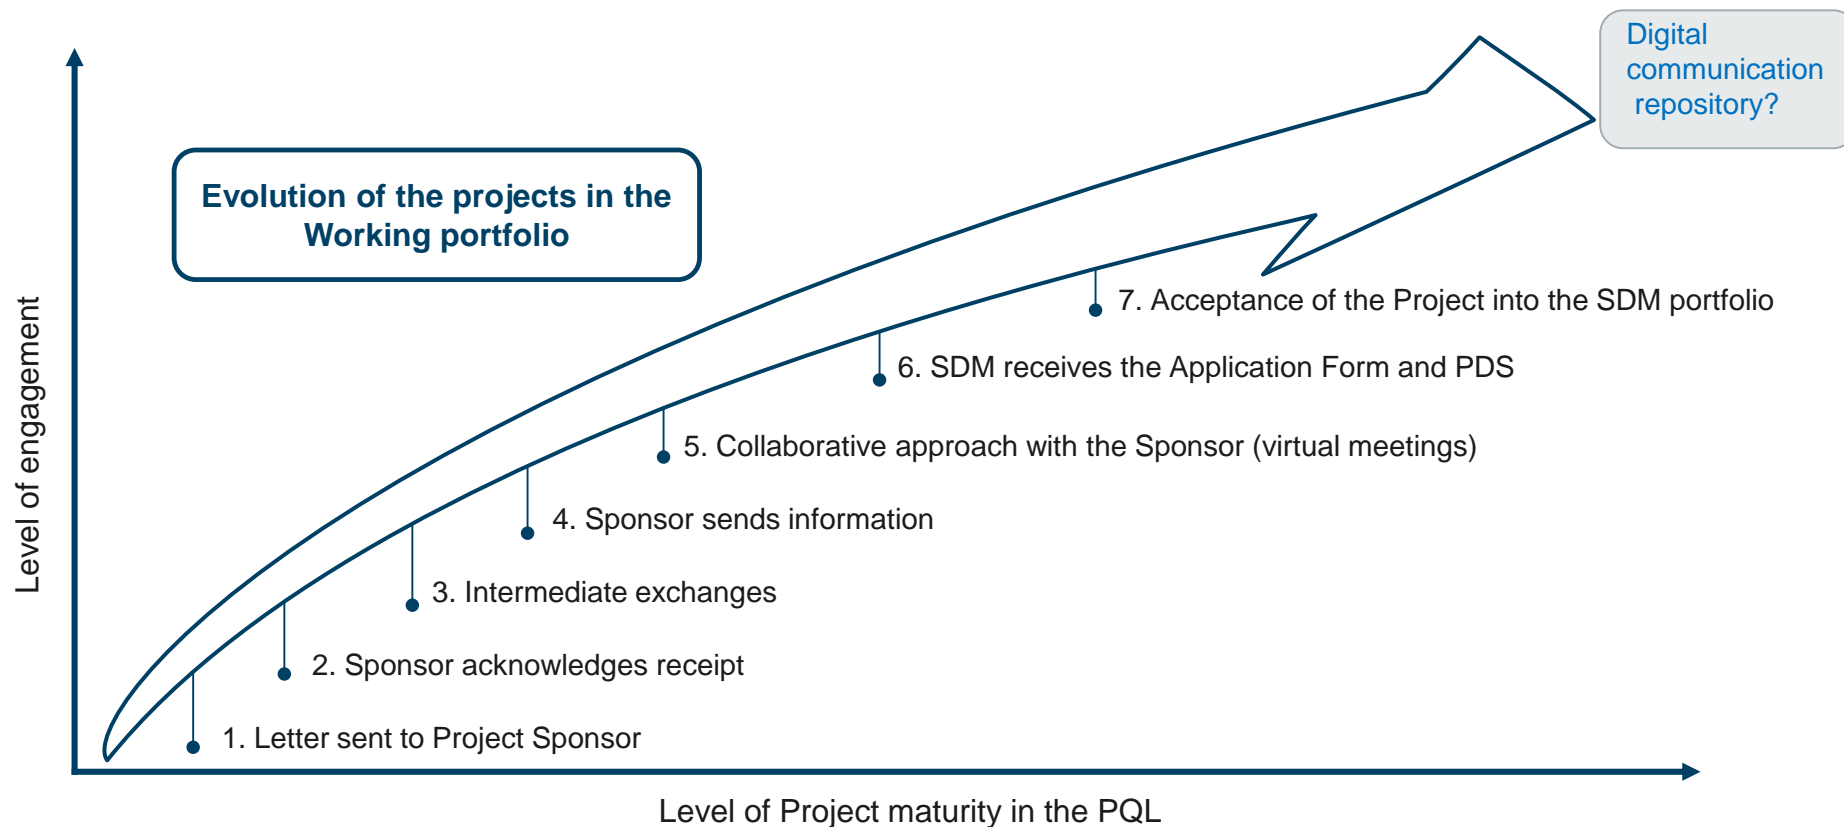 Digital
communication
repository?
Evolution of the projects in the
Working portfolio
7. Acceptance of the Project into the SDM portfolio
6. SDM receives the Application Form and PDS
5. Collaborative approach with the Sponsor (virtual meetings)
4. Sponsor sends information
3. Intermediate exchanges
2. Sponsor acknowledges receipt
1. Letter sent to Project Sponsor
Level of engagement
Level of Project maturity in the PQL